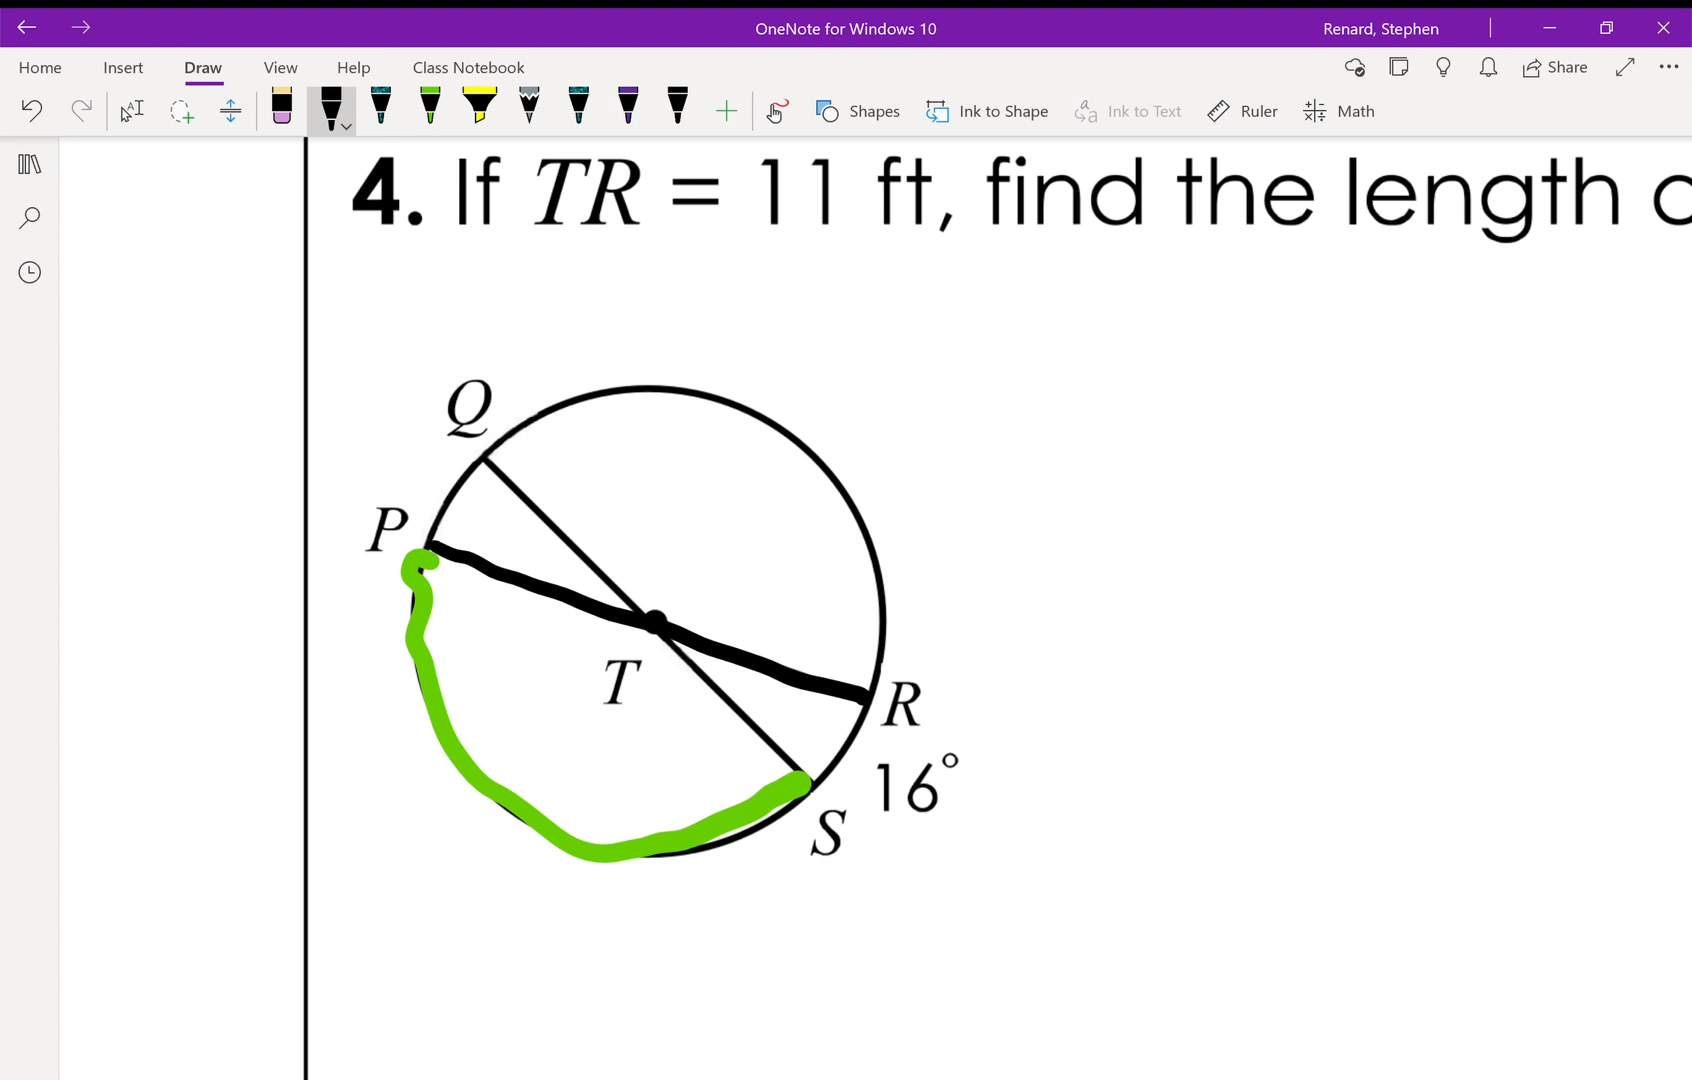 OneNote for Windows 10
Renard, Stephen
Home Insert Draw View Help Class Notebook
Share
Shapes Ink to Shape Ink to Text Ruler Math
4. If TR = 11 ft, find the length
Q
P
T
R
16°
S